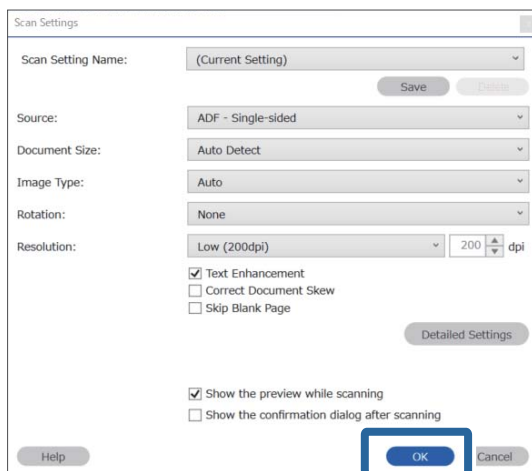 Scan Settings
Scan Setting Name: (Current Setting)
Save Delete
Source: ADF - Single-sided
Document Size: Auto Detect
Image Type: Auto
Rotation: None
Resolution: Low (200dpi) 200 dpi
Text Enhancement
Correct Document Skew
Skip Blank Page
Detailed Settings
Show the preview while scanning
Show the confirmation dialog after scanning
Help OK Cancel